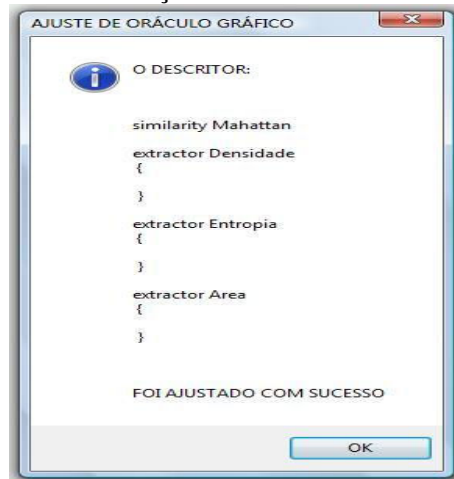 AJUSTE DE ORÁCULO GRÁFICO
O DESCRITOR:
similarity Mahattan
extractor Densidade
{
}
extractor Entropia
{
}
extractor Area
{
}
FOI AJUSTADO COM SUCESSO
OK